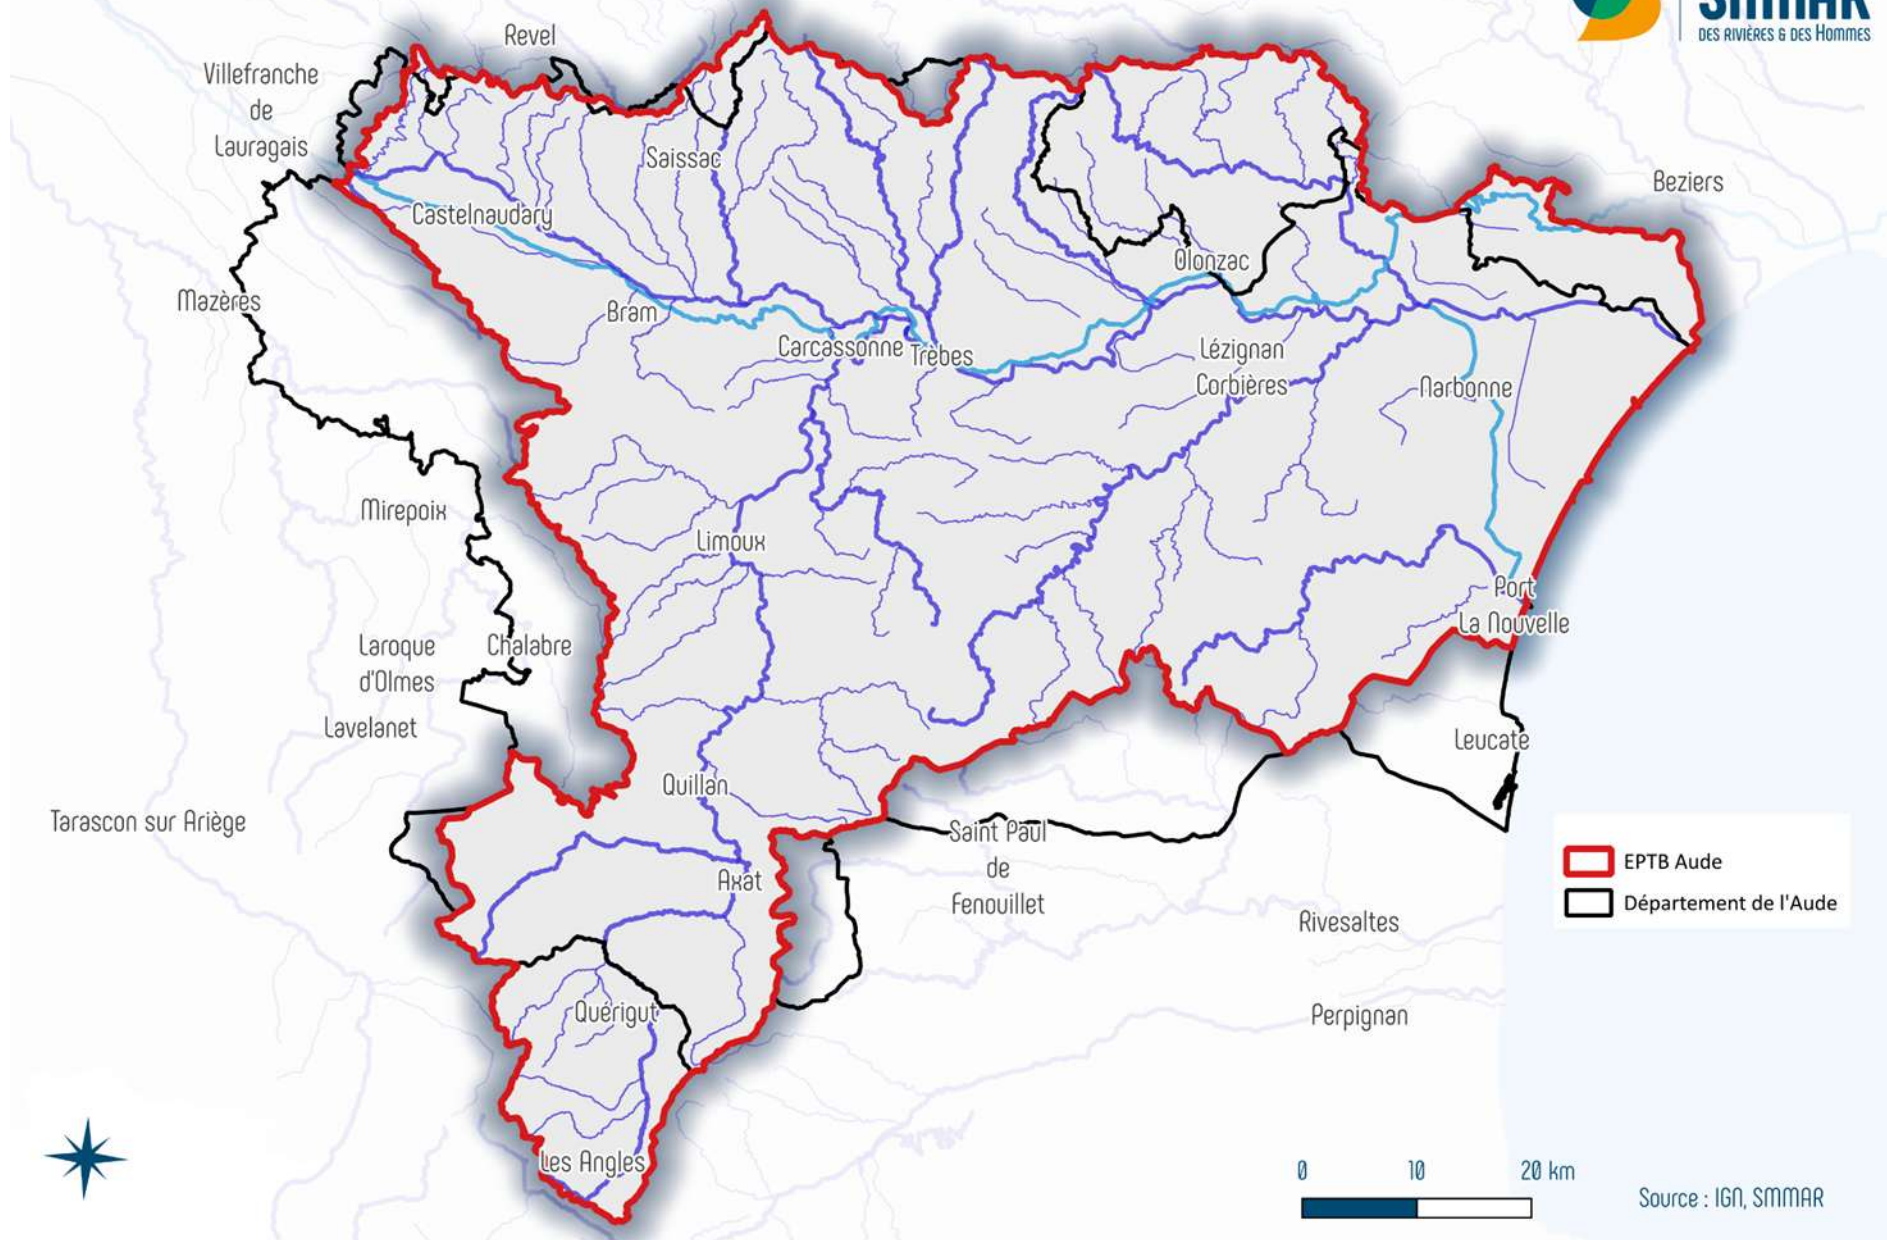 SMMAR
DES RIVIÈRES & DES HOMMES
Revel
Villefranche
de
Lauragais
Saissac
Beziers
Castelnaudary
Olonzac
Mazères
Bram
Carcassonne
Trèbes
Lézignan
Corbières
Narbonne
Mirepoix
Limoux
Port
La Nouvelle
Laroque
d'Olmes
Chalabre
Lavelanet
Leucate
Quillan
Tarascon sur Ariège
Saint Paul
de
Fenouillet
Axat
EPTB Aude
Département de l'Aude
Rivesaltes
Quérigut
Perpignan
Les Angles
0 10 20 km
Source : IGN, SMMAR